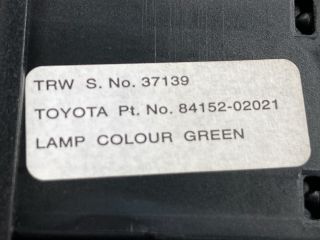 TRW S. No. 37139
TOYOTA Pt. No. 84152-02021
LAMP COLOUR GREEN